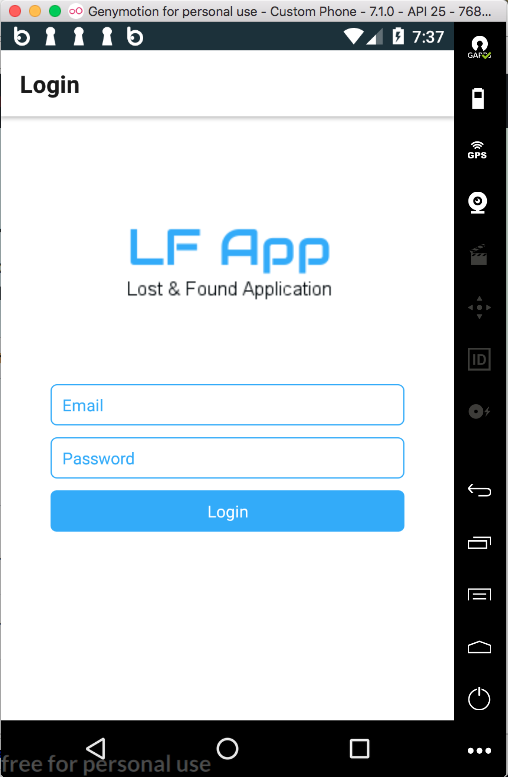 Genymotion for personal use - Custom Phone - 7.1.0 - API 25 - 768...
7:37
GAPPS
Login
GPS
LF App
Lost & Found Application
ID
Email
Password
Login
free for personal use